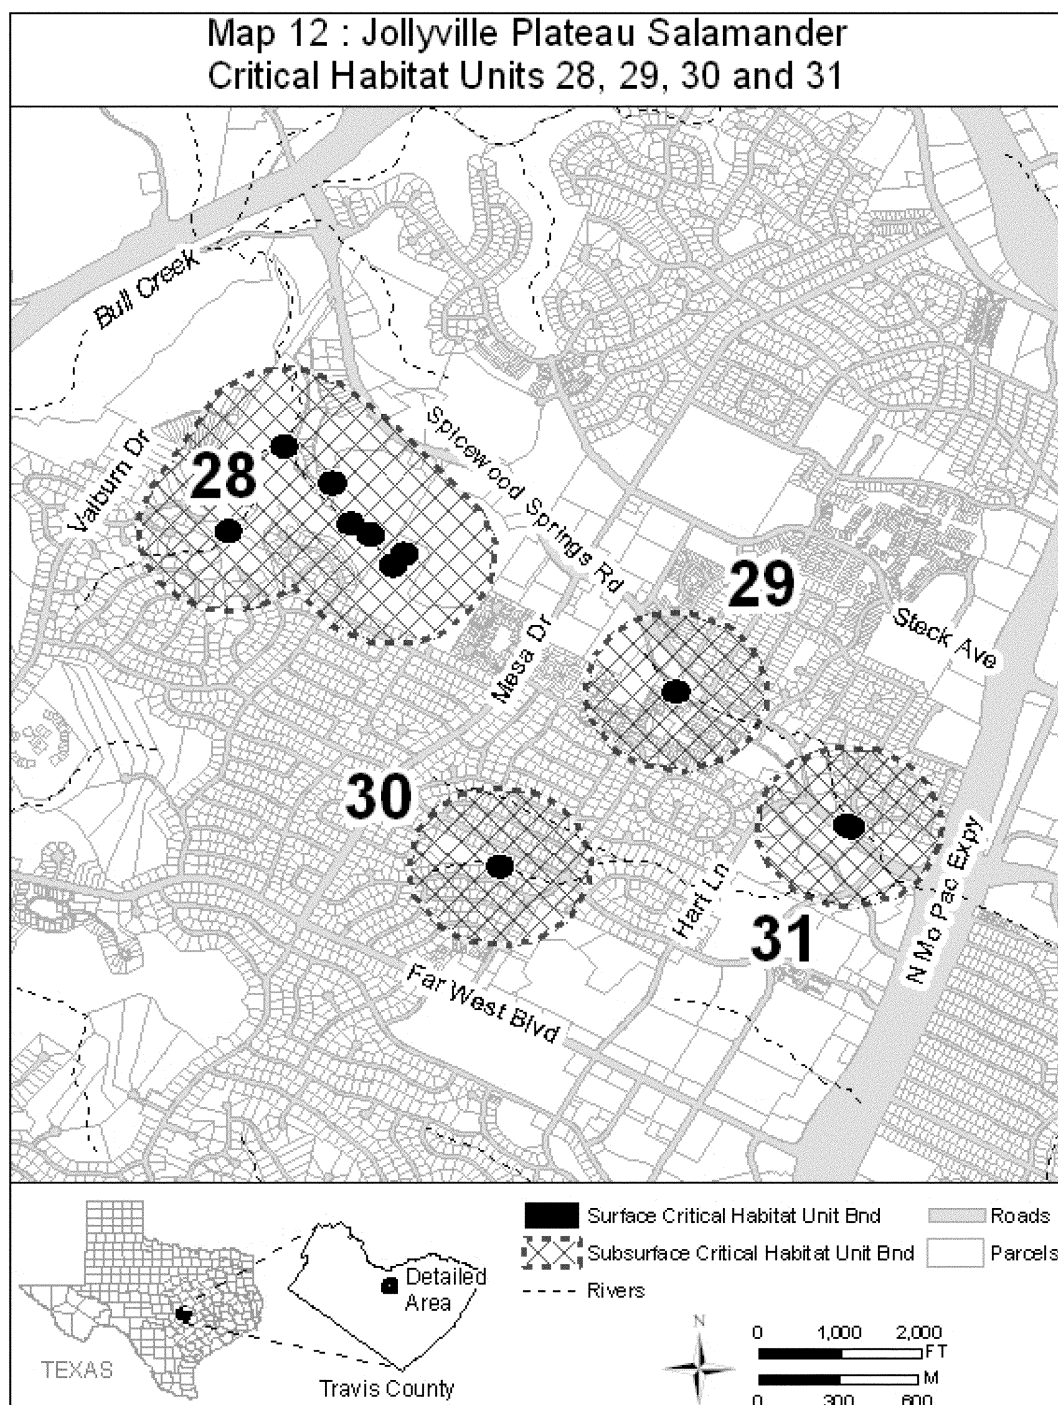 Map 12 : Jollyville Plateau Salamander
Critical Habitat Units 28, 29, 30 and 31
Bull Creek
Spicewood Springs Rd
Valburn Dr
28
29
Steck Ave
Mesa Dr
30
Hart Ln
31
N Mo Pac Expy
Far West Blvd
Surface Critical Habitat Unit Bnd
Roads
Subsurface Critical Habitat Unit Bnd
Parcels
Rivers
Detailed
Area
TEXAS
Travis County
N
0 1,000 2,000
FT
M
0 300 600